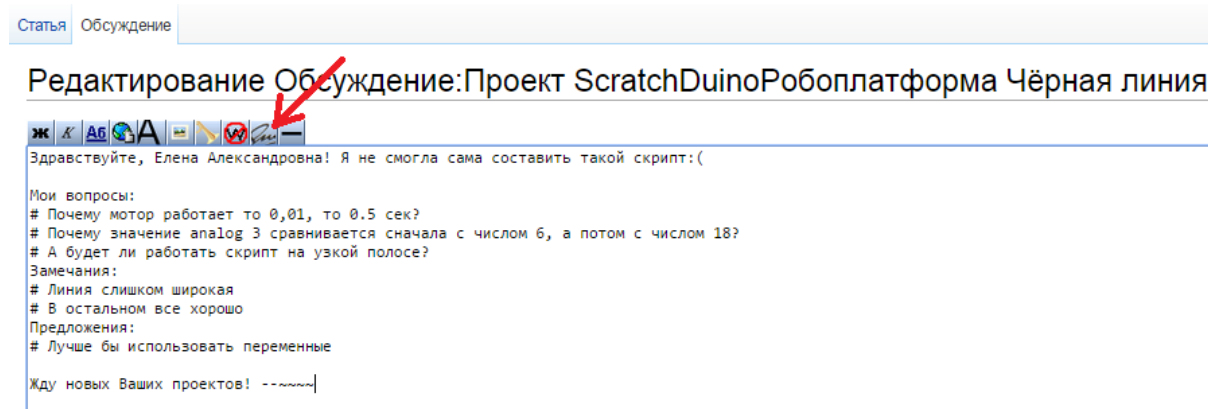 Статья Обсуждение
Редактирование Обсуждение:Проект ScratchDuinoРобоплатформа Чёрная линия
Ж К Аб A W
Здравствуйте, Елена Александровна! Я не смогла сама составить такой скрипт:(
Мои вопросы:
# Почему мотор работает то 0,01, то 0.5 сек?
# Почему значение analog 3 сравнивается сначала с числом 6, а потом с числом 18?
# А будет ли работать скрипт на узкой полосе?
Замечания:
# Линия слишком широкая
# В остальном все хорошо
Предложения:
# Лучше бы использовать переменные
Жду новых Ваших проектов! --~~~~